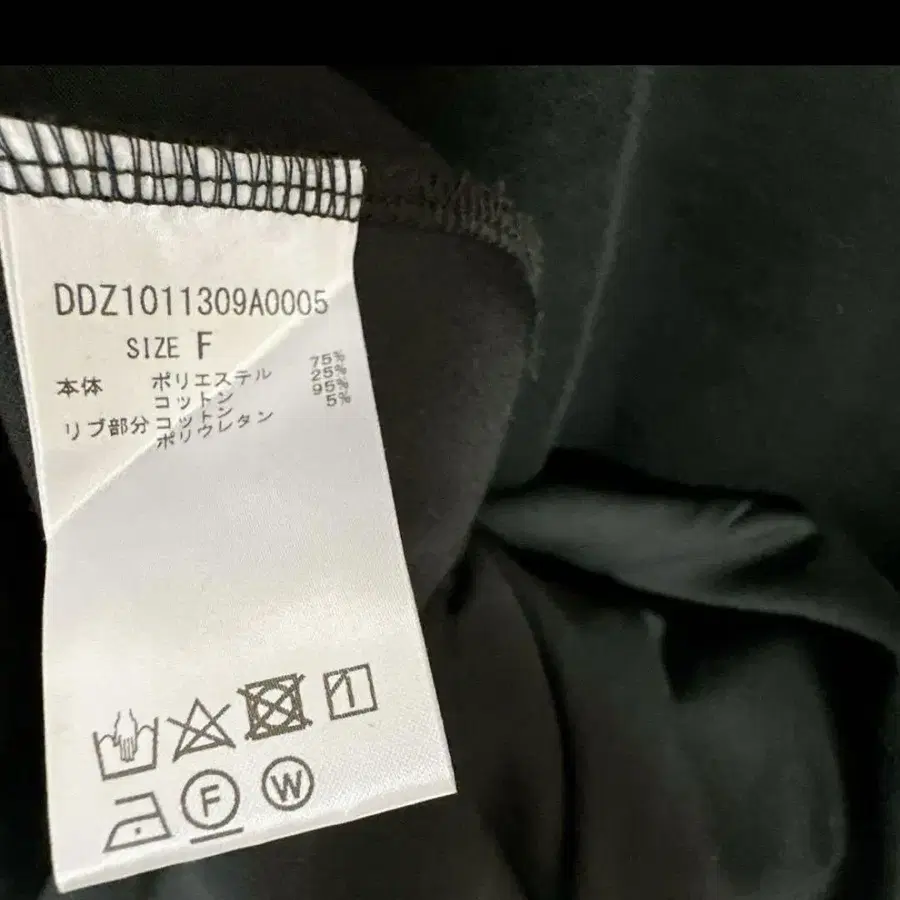 DDZ1011309A0005
SIZE F
本体 ポリエステル 75%
コットン 25%
リブ部分 コットン 95%
ポリウレタン 5%
F W